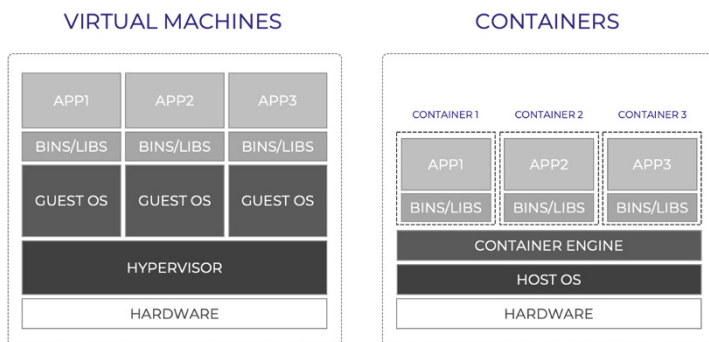 VIRTUAL MACHINES
APP1 APP2 APP3
BINS/LIBS BINS/LIBS BINS/LIBS
GUEST OS GUEST OS GUEST OS
HYPERVISOR
HARDWARE
CONTAINERS
CONTAINER 1 CONTAINER 2 CONTAINER 3
APP1 APP2 APP3
BINS/LIBS BINS/LIBS BINS/LIBS
CONTAINER ENGINE
HOST OS
HARDWARE